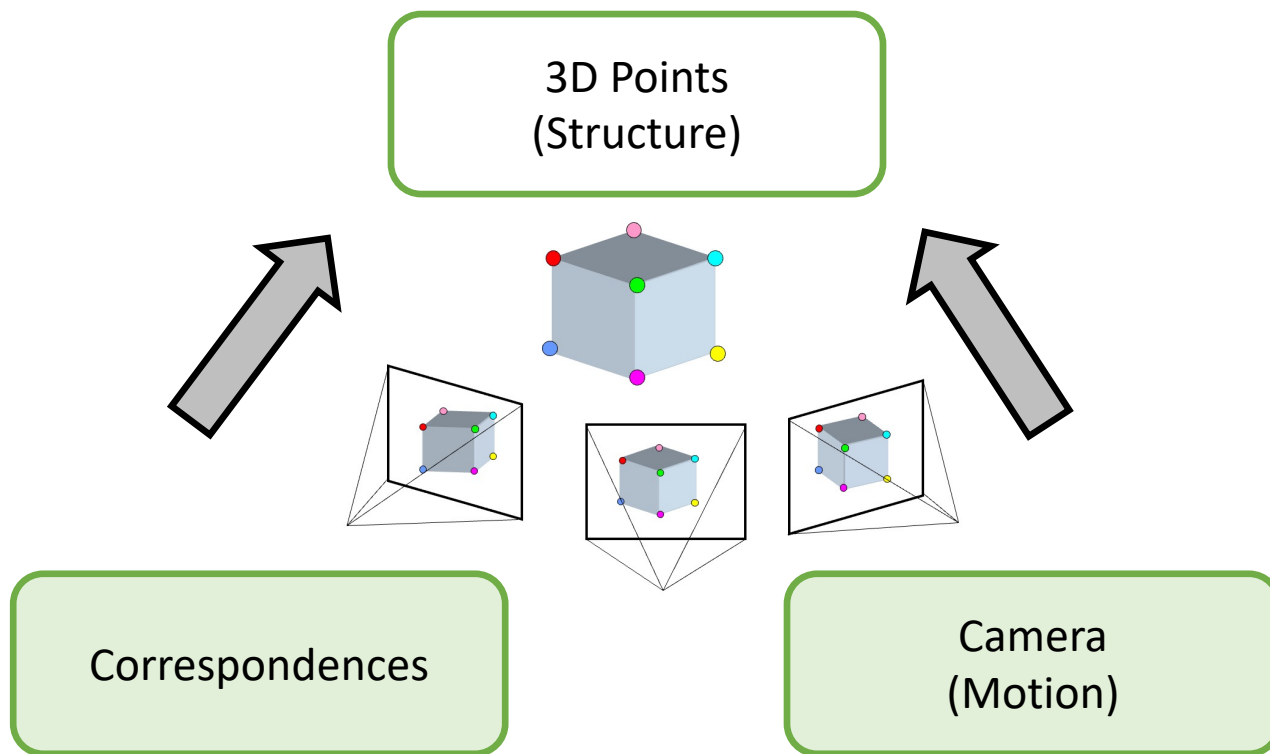 3D Points
(Structure)
Correspondences
Camera
(Motion)